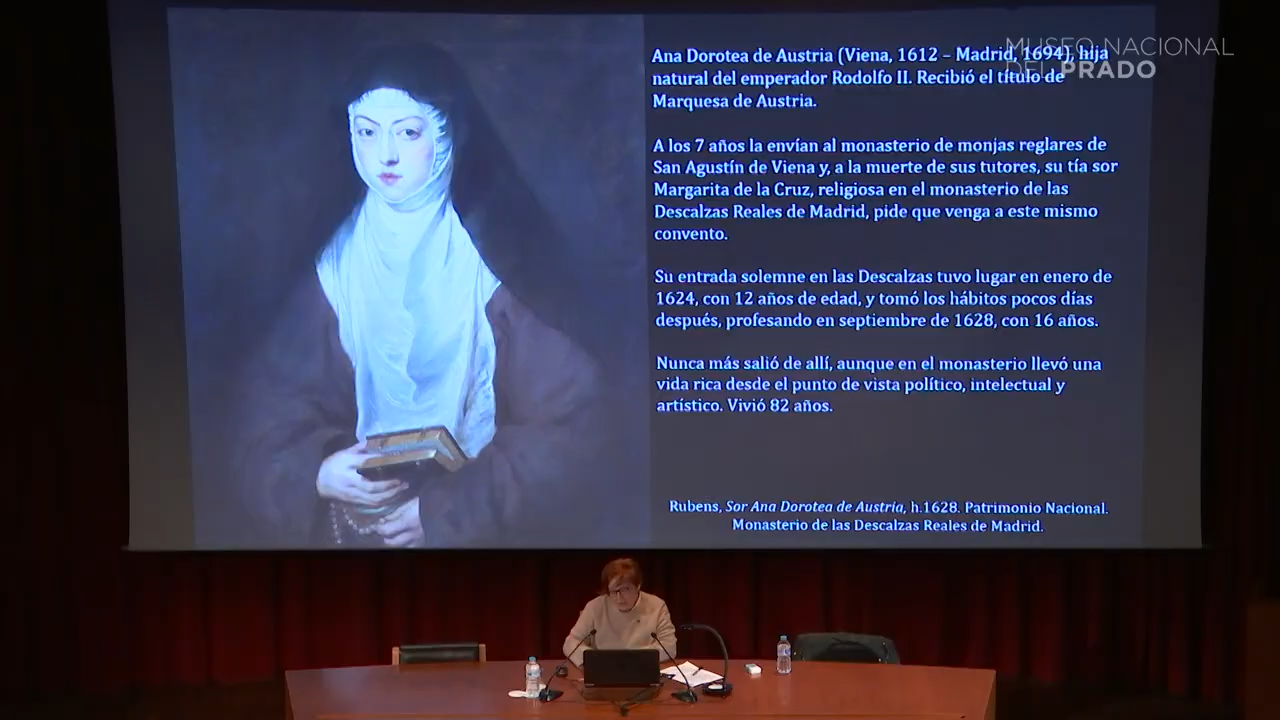 MUSEO NACIONAL
DEL PRADO
Ana Dorotea de Austria (Viena, 1612 – Madrid, 1694), hija
natural del emperador Rodolfo II. Recibió el título de
Marquesa de Austria.
A los 7 años la envían al monasterio de monjas reglares de
San Agustín de Viena y, a la muerte de sus tutores, su tía sor
Margarita de la Cruz, religiosa en el monasterio de las
Descalzas Reales de Madrid, pide que venga a este mismo
convento.
Su entrada solemne en las Descalzas tuvo lugar en enero de
1624, con 12 años de edad, y tomó los hábitos pocos días
después, profesando en septiembre de 1628, con 16 años.
Nunca más salió de allí, aunque en el monasterio llevó una
vida rica desde el punto de vista político, intelectual y
artístico. Vivió 82 años.
Rubens, Sor Ana Dorotea de Austria, h.1628. Patrimonio Nacional.
Monasterio de las Descalzas Reales de Madrid.